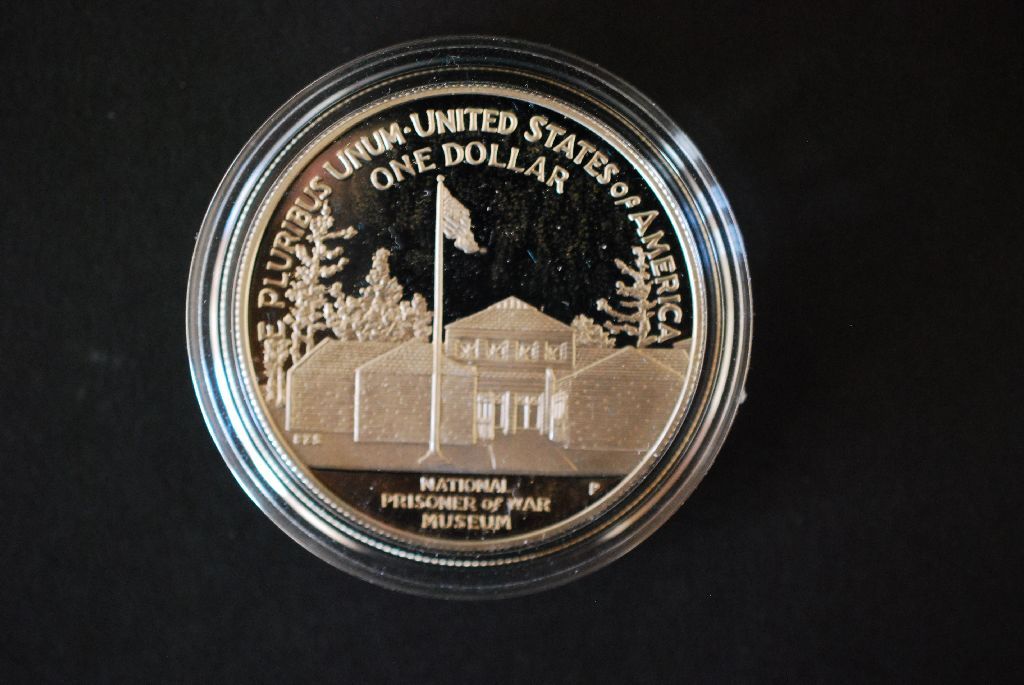 E PLURIBUS UNUM·UNITED STATES OF AMERICA
ONE DOLLAR
NATIONAL
PRISONER OF WAR
MUSEUM
P